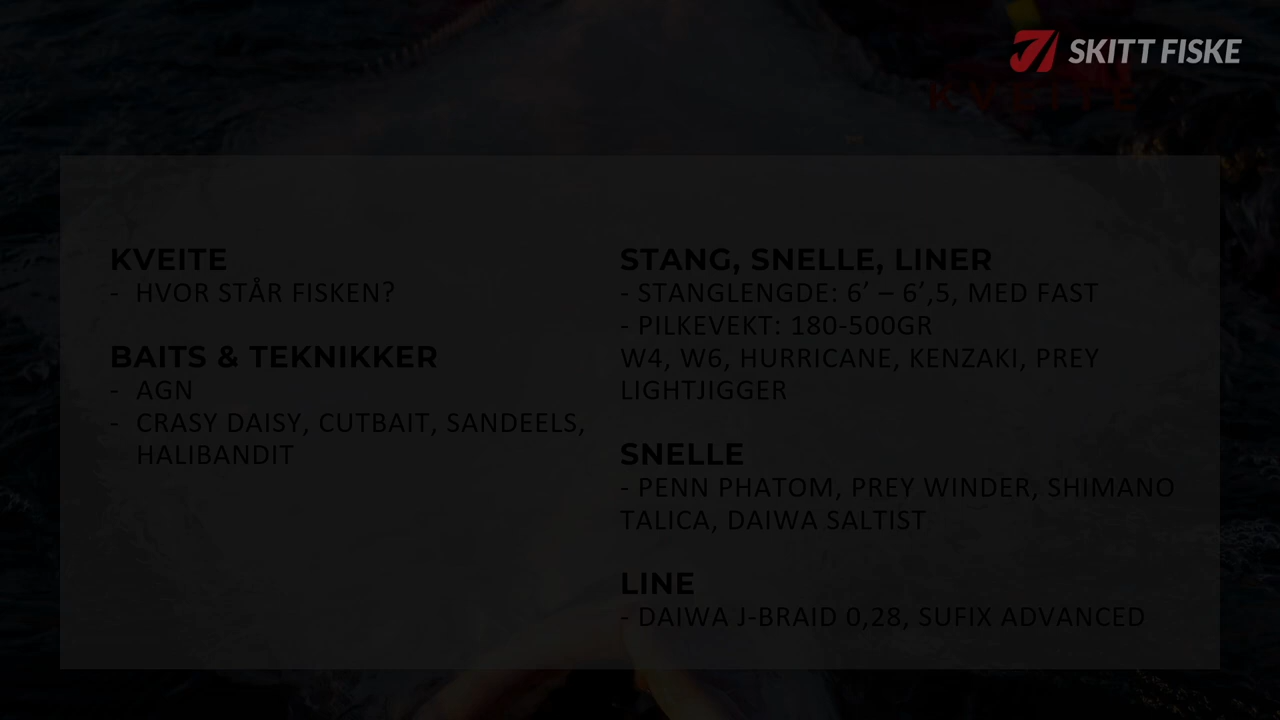 SKITT FISKE
KVEITE
KVEITE
- HVOR STÅR FISKEN?
BAITS & TEKNIKKER
- AGN
- CRASY DAISY, CUTBAIT, SANDEELS,
HALIBANDIT
STANG, SNELLE, LINER
- STANGLENGDE: 6’ – 6’,5, MED FAST
- PILKEVEKT: 180-500GR
W4, W6, HURRICANE, KENZAKI, PREY
LIGHTJIGGER
SNELLE
- PENN PHATOM, PREY WINDER, SHIMANO
TALICA, DAIWA SALTIST
LINE
- DAIWA J-BRAID 0,28, SUFIX ADVANCED